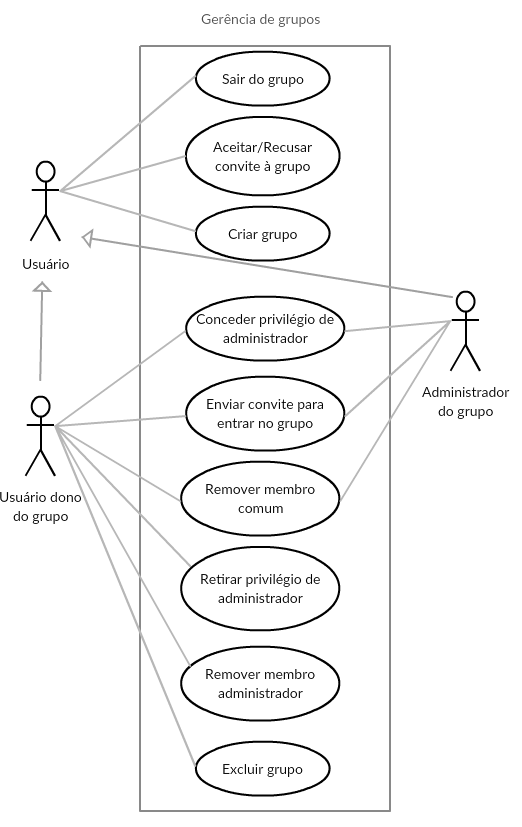 Gerência de grupos
Sair do grupo
Aceitar/Recusar
convite à grupo
Criar grupo
Usuário
Conceder privilégio de
administrador
Administrador
do grupo
Enviar convite para
entrar no grupo
Usuário dono
do grupo
Remover membro
comum
Retirar privilégio de
administrador
Remover membro
administrador
Excluir grupo